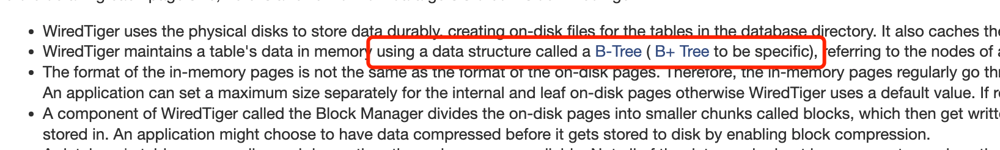 • WiredTiger uses the physical disks to store data durably, creating on-disk files for the tables in the database directory. It also caches the
• WiredTiger maintains a table's data in memory using a data structure called a B-Tree ( B+ Tree to be specific), referring to the nodes of a
• The format of the in-memory pages is not the same as the format of the on-disk pages. Therefore, the in-memory pages regularly go
An application can set a maximum size separately for the internal and leaf on-disk pages otherwise WiredTiger uses a default value. If
• A component of WiredTiger called the Block Manager divides the on-disk pages into smaller chunks called blocks, which then get
stored in. An application might choose to have data compressed before it gets stored to disk by enabling block compression.